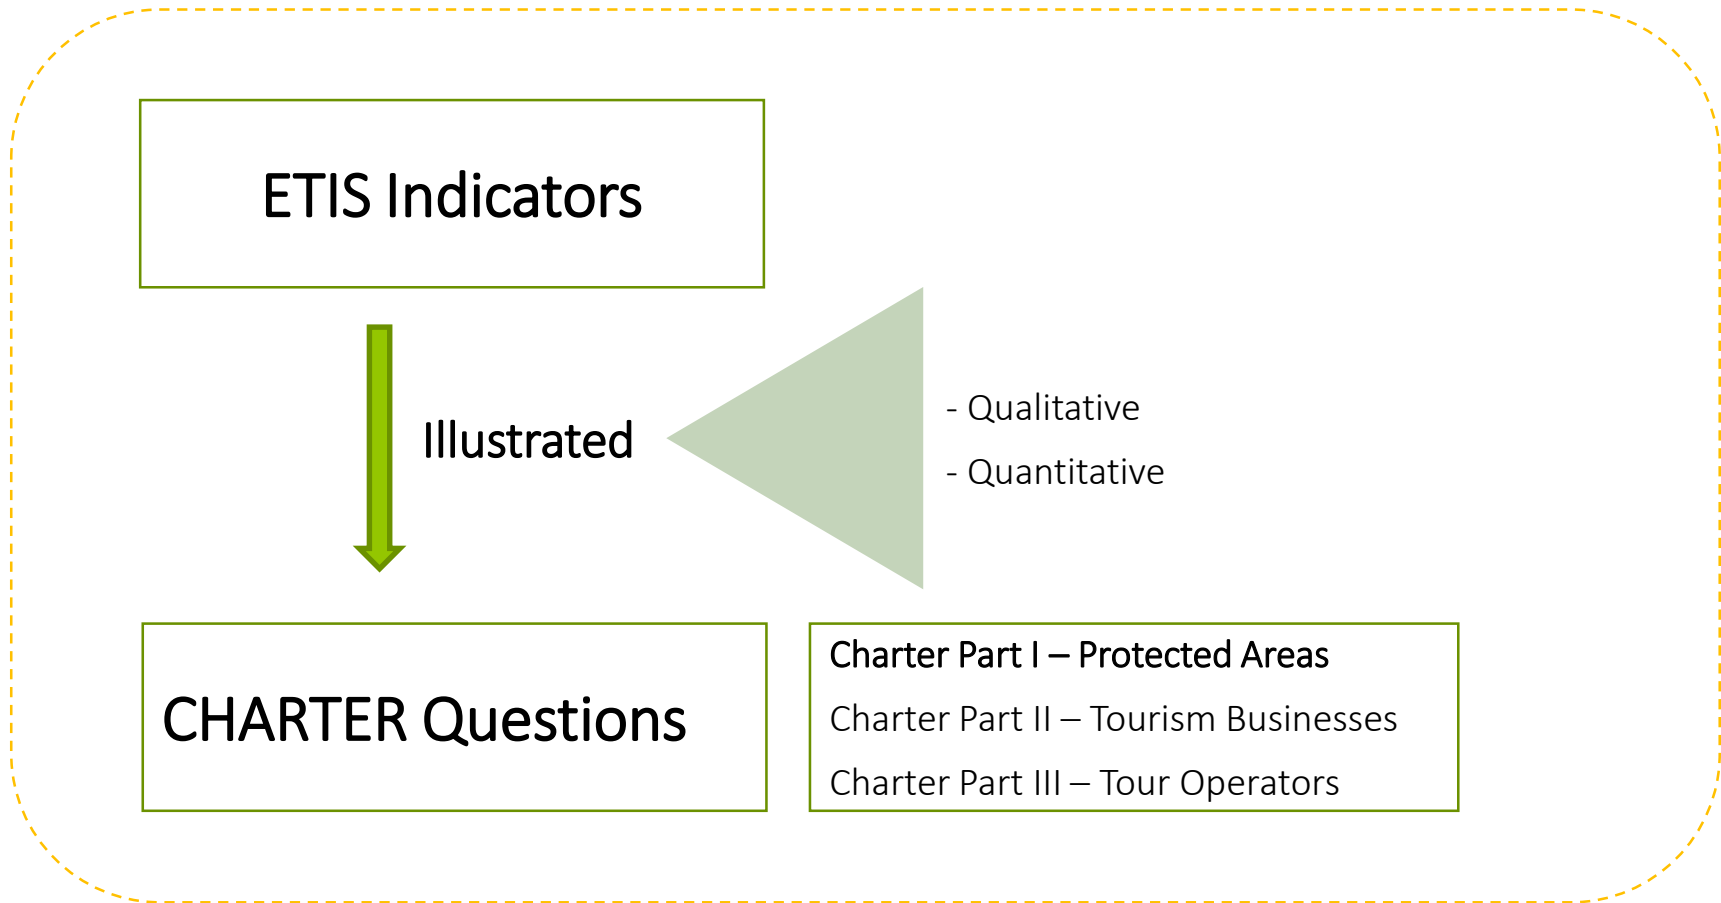 ETIS Indicators
Illustrated
- Qualitative
- Quantitative
CHARTER Questions
Charter Part I – Protected Areas
Charter Part II – Tourism Businesses
Charter Part III – Tour Operators